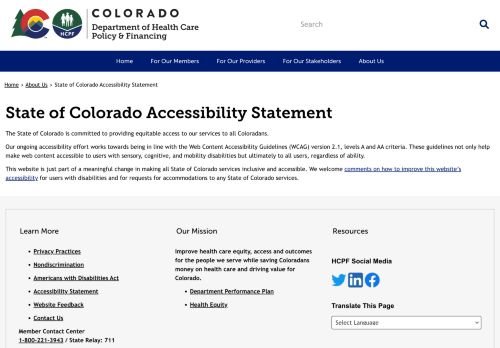 COLORADO
Department of Health Care
Policy & Financing
CO
HCPF
Search
Home
For Our Members
For Our Providers
For Our Stakeholders
About Us
Home › About Us › State of Colorado Accessibility Statement
State of Colorado Accessibility Statement
The State of Colorado is committed to providing equitable access to our services to all Coloradans.
Our ongoing accessibility effort works towards being in line with the Web Content Accessibility Guidelines (WCAG) version 2.1, levels A and AA criteria. These guidelines not only help
make web content accessible to users with sensory, cognitive, and mobility disabilities but ultimately to all users, regardless of ability.
This website is just part of a meaningful change in making all State of Colorado services inclusive and accessible. We welcome comments on how to improve this website's
accessibility for users with disabilities and for requests for accommodations to any State of Colorado services.
Learn More
Privacy Practices
Nondiscrimination
Americans with Disabilities Act
Accessibility Statement
Website Feedback
Contact Us
Member Contact Center
1-800-221-3943 / State Relay: 711
Our Mission
Improve health care equity, access and outcomes
for the people we serve while saving Coloradans
money on health care and driving value for
Colorado.
Department Performance Plan
Health Equity
Resources
HCPF Social Media
Translate This Page
Select Language